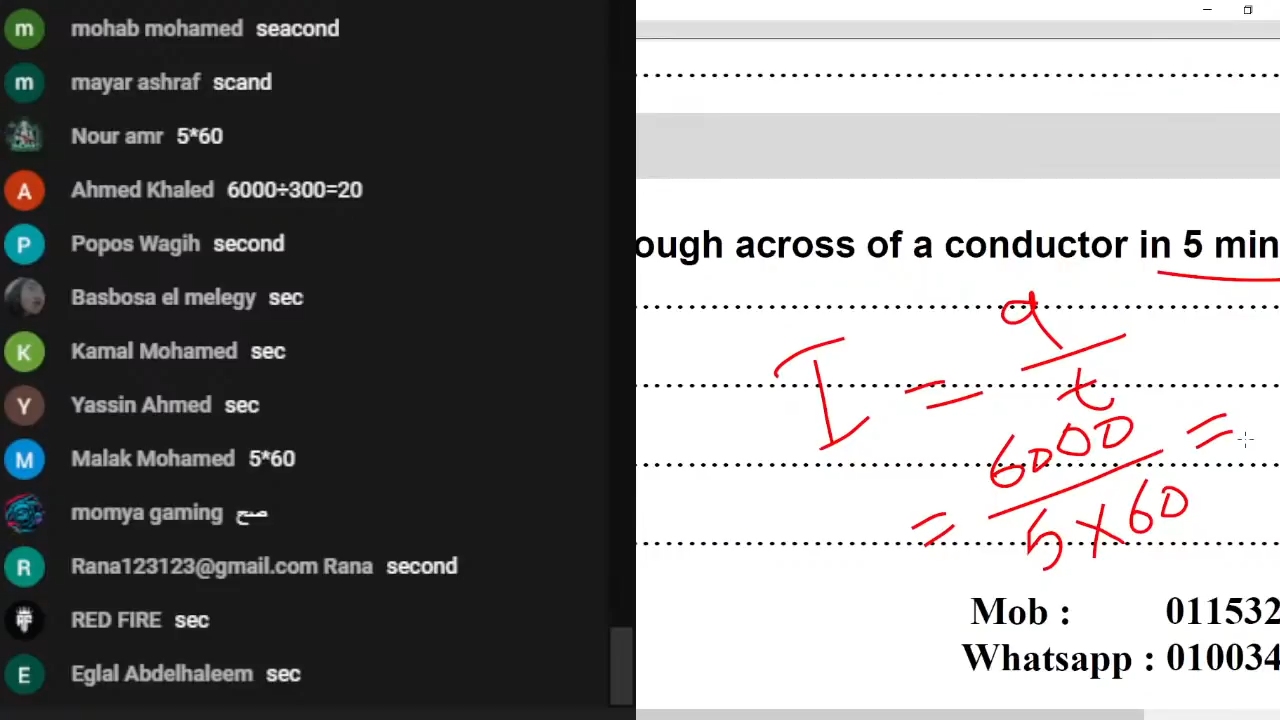 m mohab mohamed seacond
m mayar ashraf scand
Nour amr 5*60
A Ahmed Khaled 6000÷300=20
P Popos Wagih second
Basbosa el melegy sec
K Kamal Mohamed sec
Y Yassin Ahmed sec
M Malak Mohamed 5*60
momya gaming صح
R Rana123123@gmail.com Rana second
RED FIRE sec
E Eglal Abdelhaleem sec
ough across of a conductor in 5 min
I = q / t
= 6000 / 5 × 60 =
Mob : 011532
Whatsapp : 010034